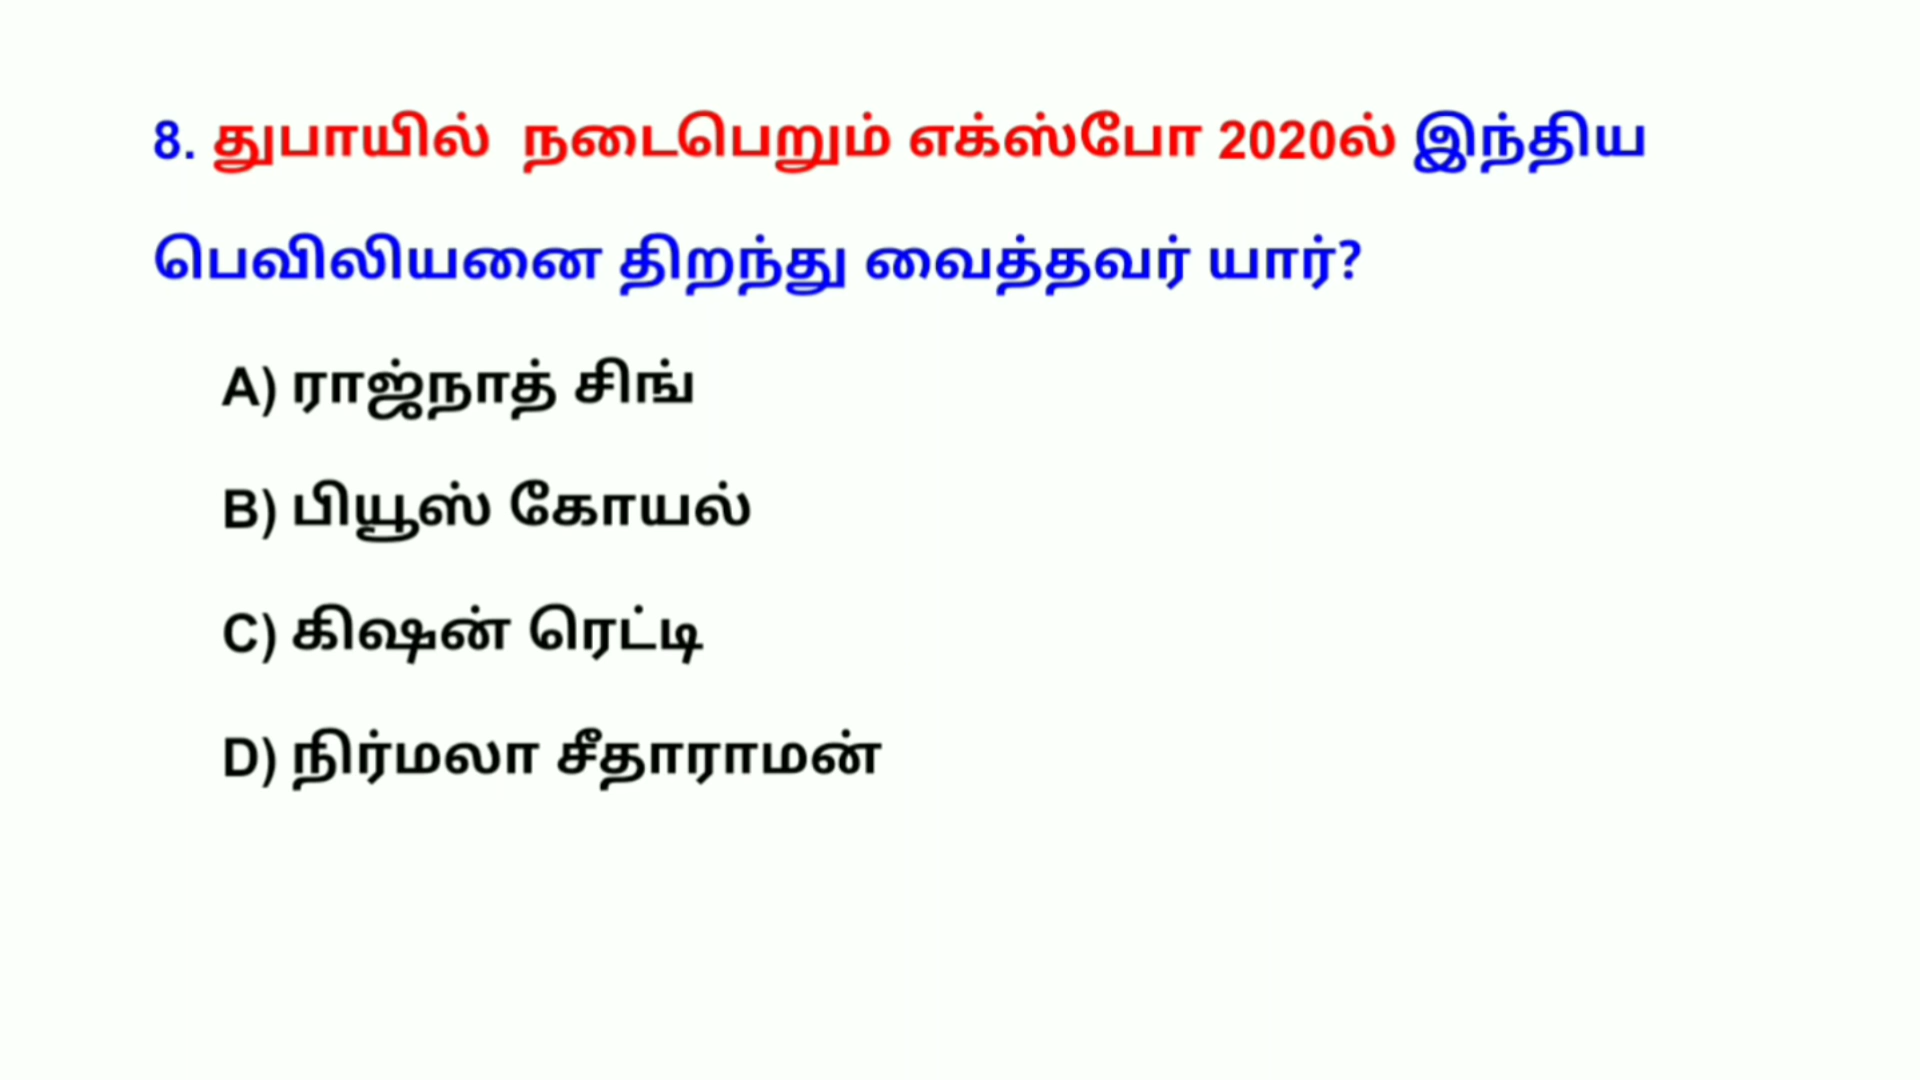 8. துபாயில் நடைபெறும் எக்ஸ்போ 2020ல் இந்திய
பெவிலியனை திறந்து வைத்தவர் யார்?
A) ராஜ்நாத் சிங்
B) பியூஸ் கோயல்
C) கிஷன் ரெட்டி
D) நிர்மலா சீதாராமன்